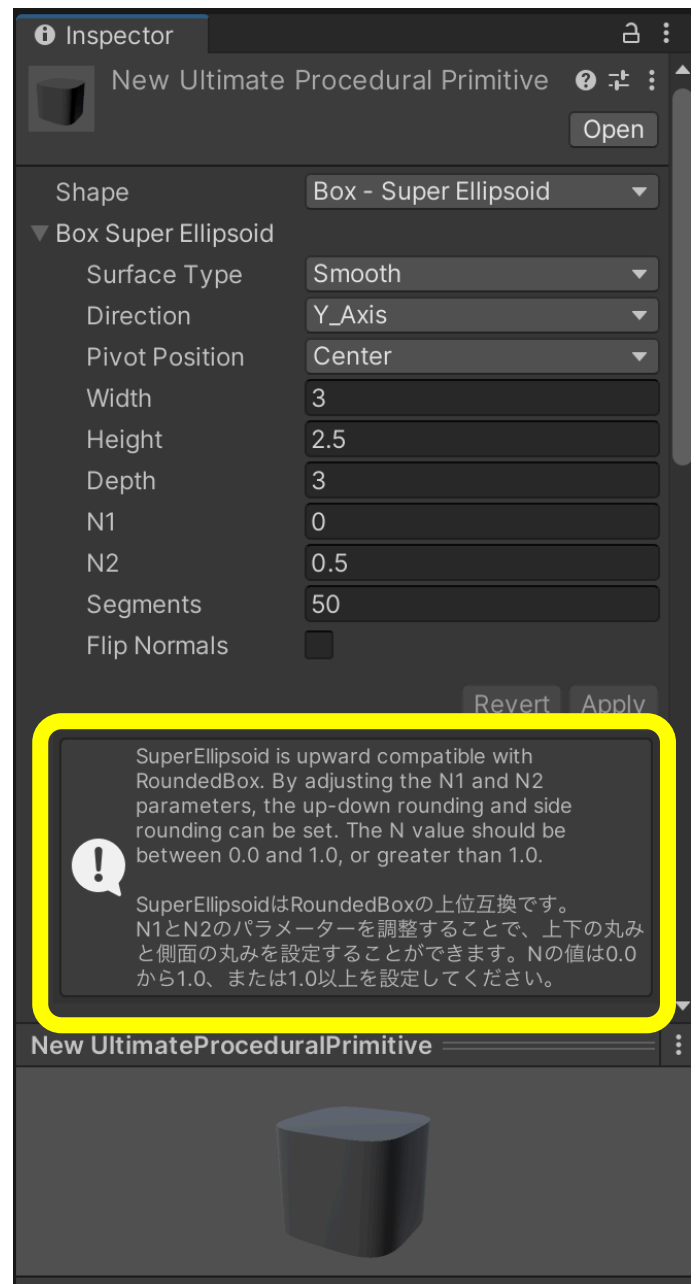 Inspector
New Ultimate Procedural Primitive
Open
Shape Box - Super Ellipsoid
Box Super Ellipsoid
Surface Type Smooth
Direction Y_Axis
Pivot Position Center
Width 3
Height 2.5
Depth 3
N1 0
N2 0.5
Segments 50
Flip Normals
Revert Apply
SuperEllipsoid is upward compatible with
RoundedBox. By adjusting the N1 and N2
parameters, the up-down rounding and side
rounding can be set. The N value should be
between 0.0 and 1.0, or greater than 1.0.
SuperEllipsoidはRoundedBoxの上位互換です。
N1とN2のパラメーターを調整することで、上下の丸み
と側面の丸みを設定することができます。Nの値は0.0
から1.0、または1.0以上を設定してください。
New UltimateProceduralPrimitive